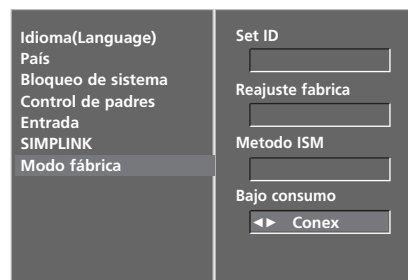 Idioma(Language)
País
Bloqueo de sistema
Control de padres
Entrada
SIMPLINK
Modo fábrica
Set ID
Reajuste fabrica
Metodo ISM
Bajo consumo
◄► Conex